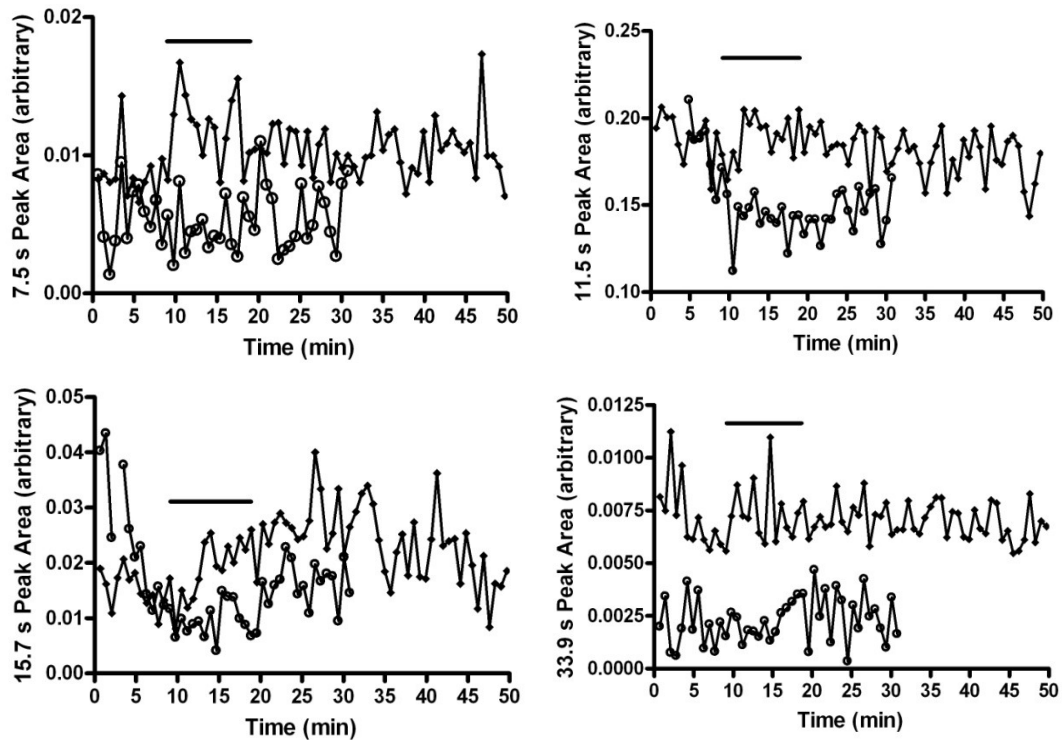 7.5 s Peak Area (arbitrary)
0.02
0.01
0.00
0 5 10 15 20 25 30 35 40 45 50
Time (min)
11.5 s Peak Area (arbitrary)
0.25
0.20
0.15
0.10
0 5 10 15 20 25 30 35 40 45 50
Time (min)
15.7 s Peak Area (arbitrary)
0.05
0.04
0.03
0.02
0.01
0.00
0 5 10 15 20 25 30 35 40 45 50
Time (min)
33.9 s Peak Area (arbitrary)
0.0125
0.0100
0.0075
0.0050
0.0025
0.0000
0 5 10 15 20 25 30 35 40 45 50
Time (min)